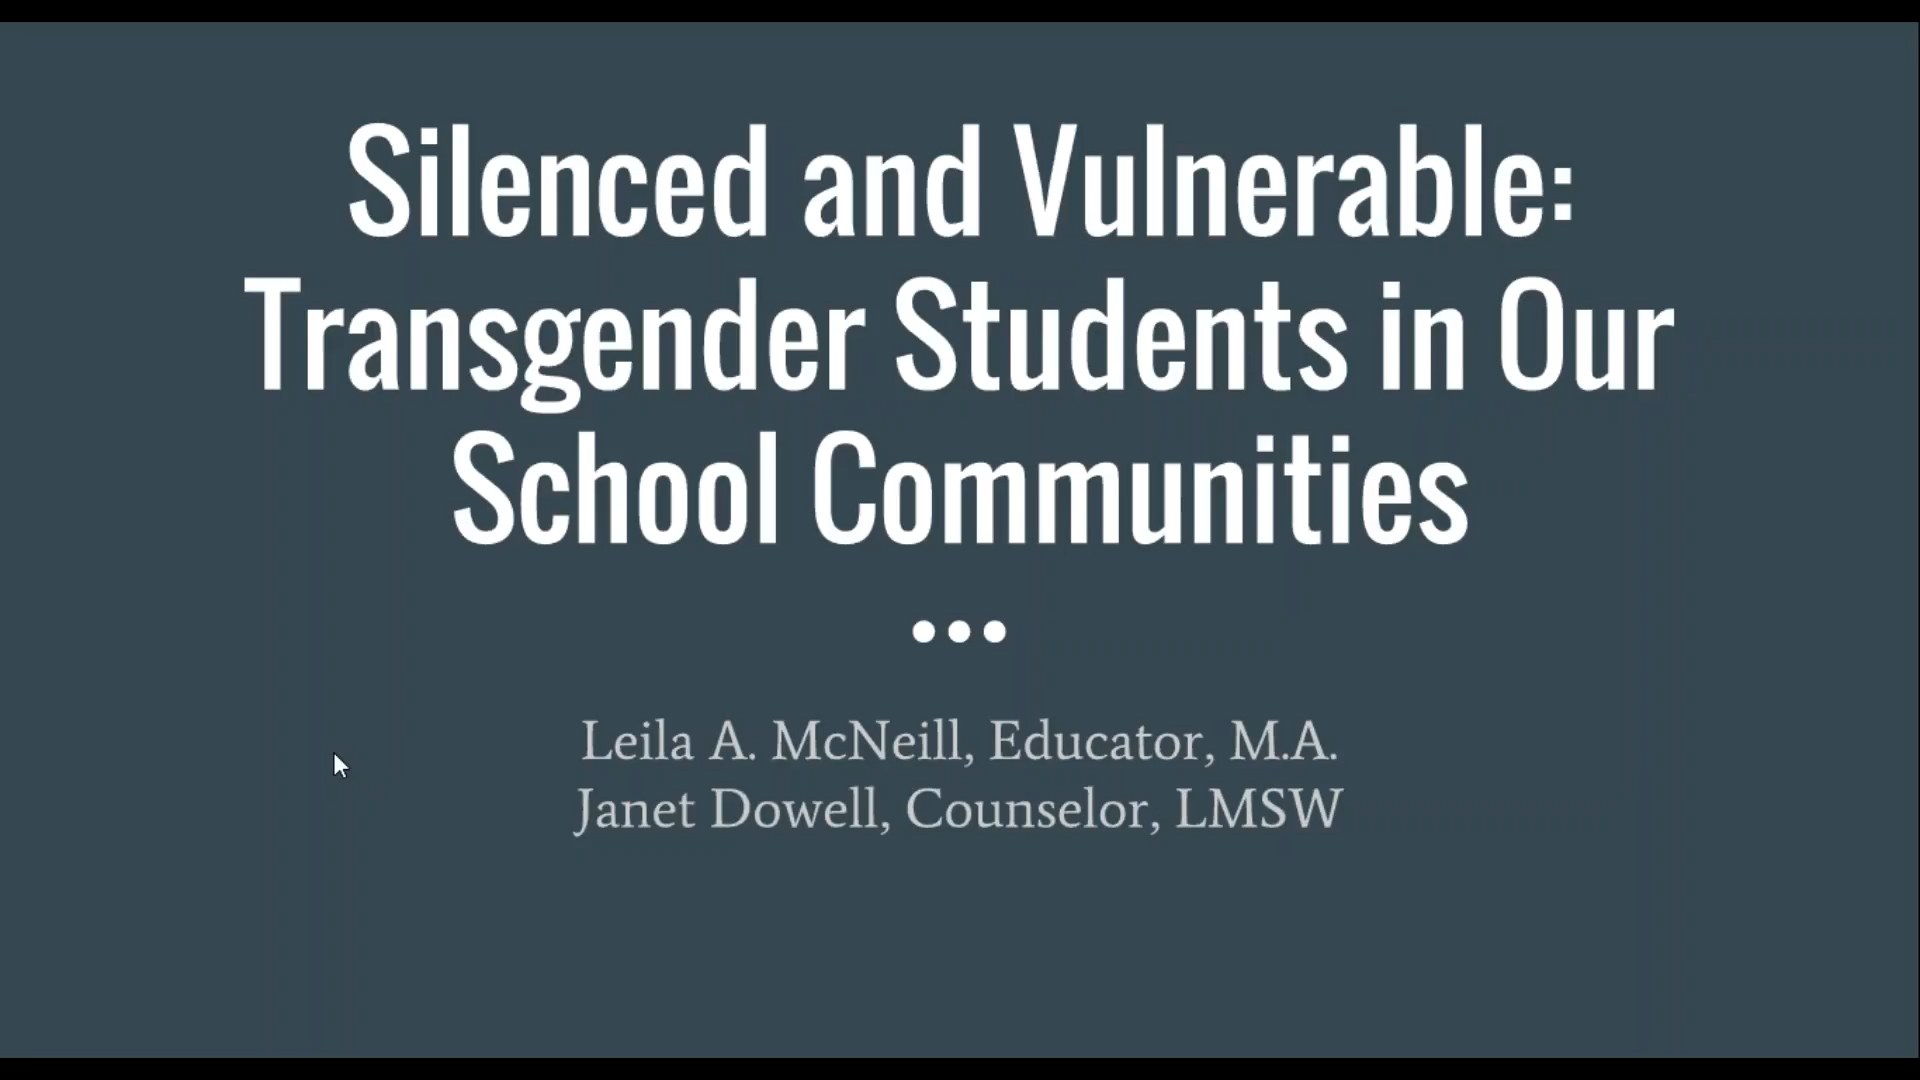 Silenced and Vulnerable:
Transgender Students in Our
School Communities
Leila A. McNeill, Educator, M.A.
Janet Dowell, Counselor, LMSW